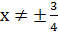 x ≠ ± 3/4